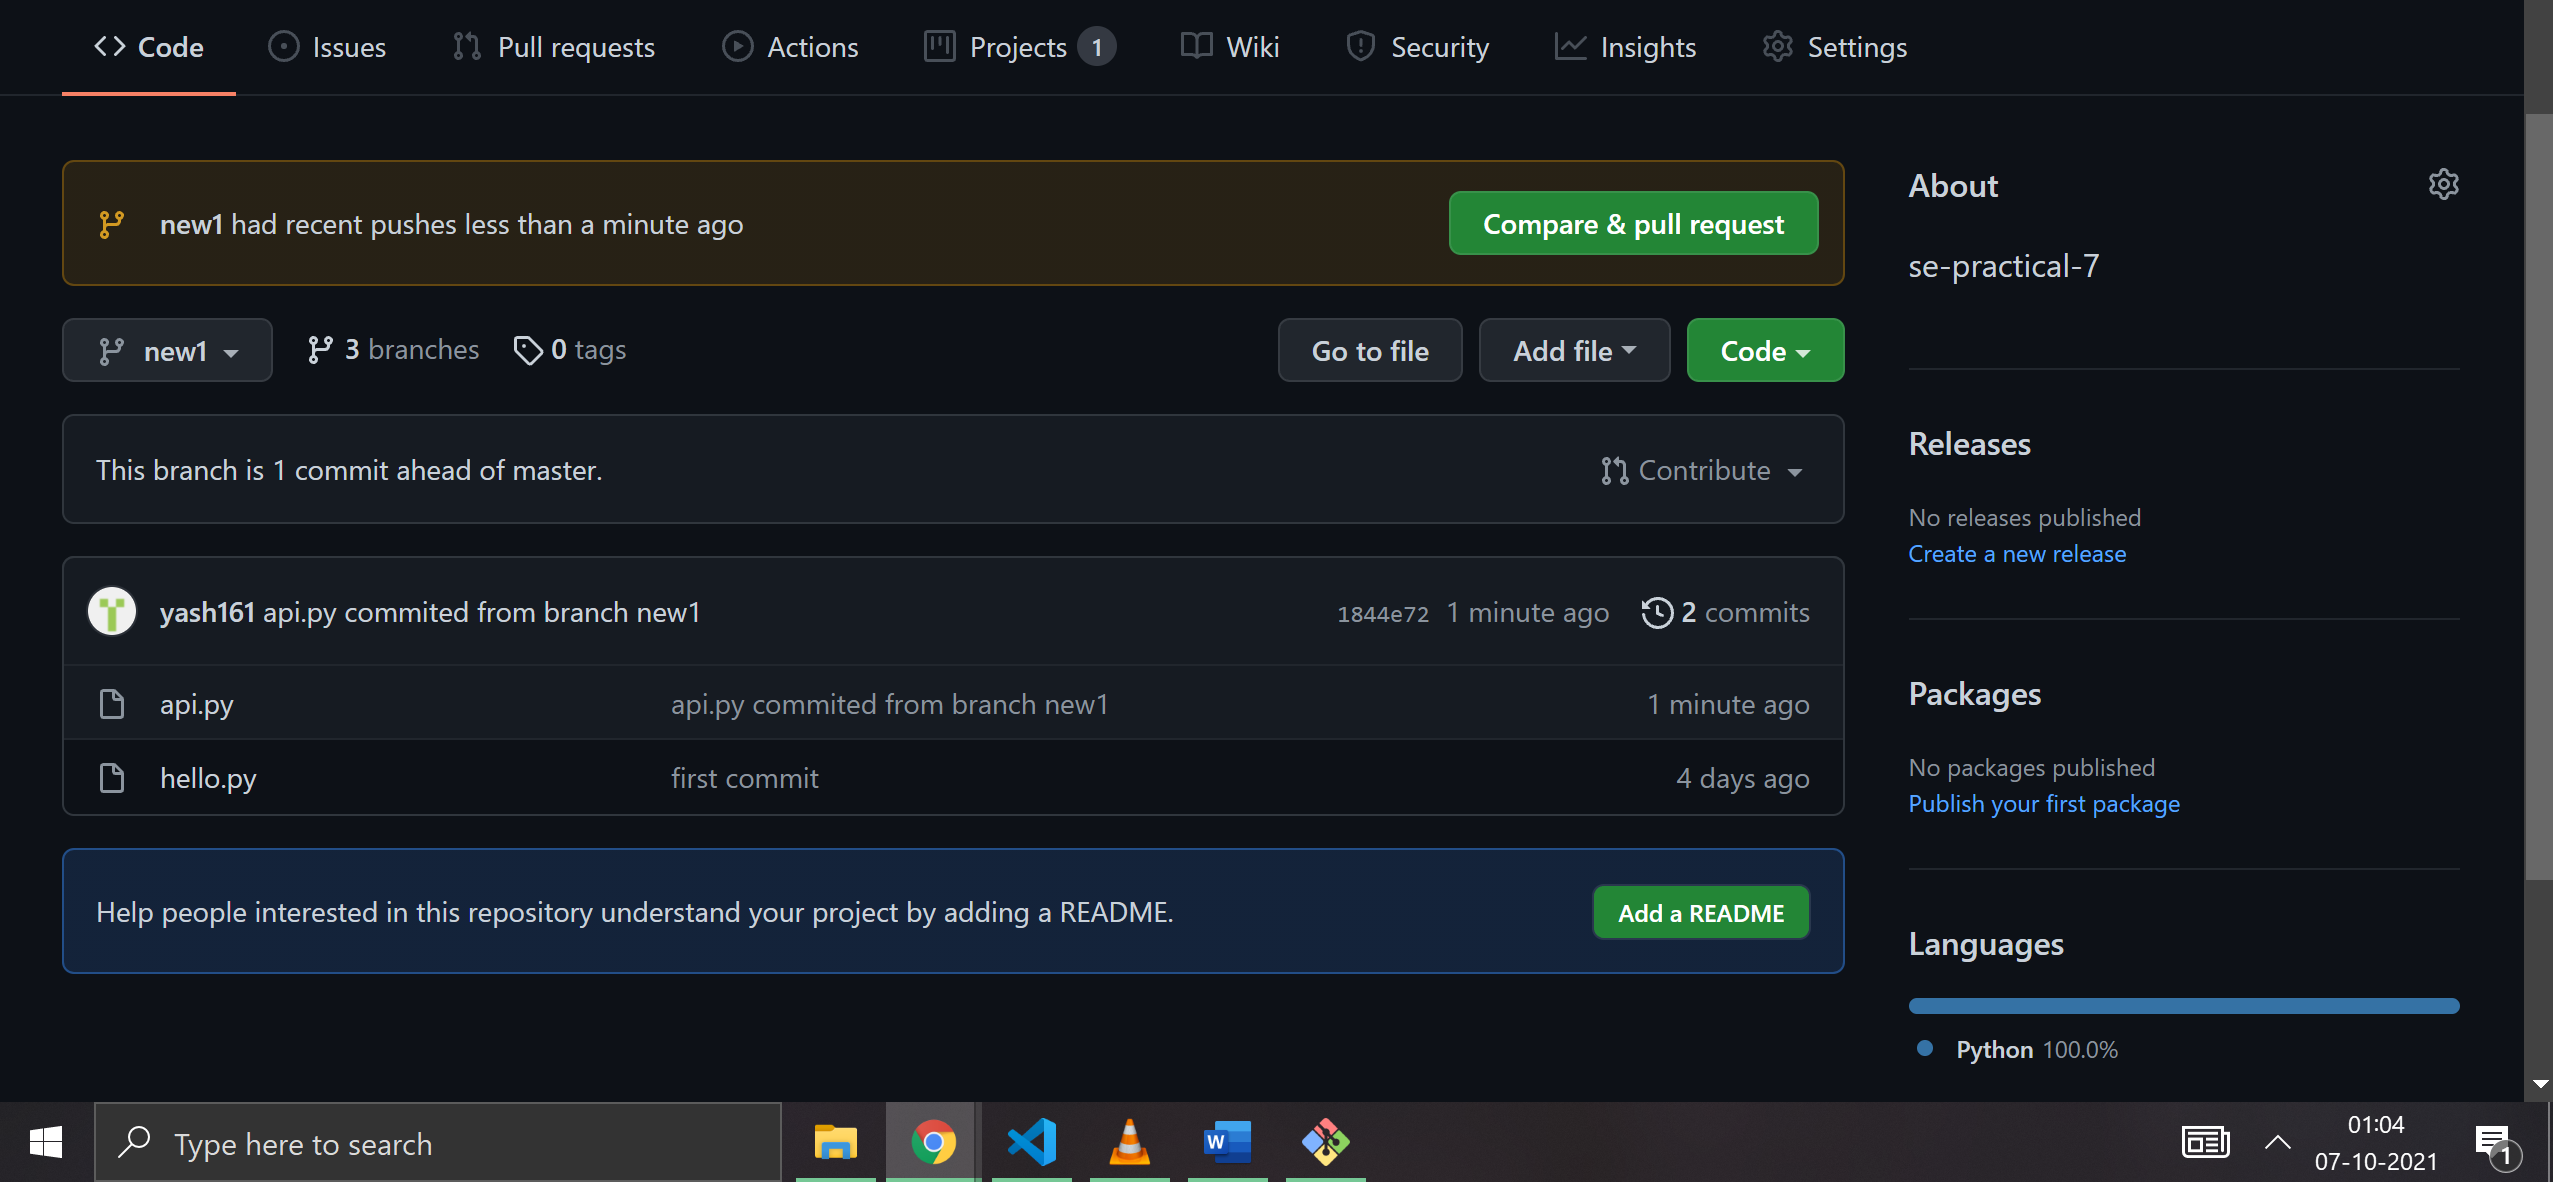 Code Issues Pull requests Actions Projects 1 Wiki Security Insights Settings
new1 had recent pushes less than a minute ago Compare & pull request
new1 3 branches 0 tags Go to file Add file Code
This branch is 1 commit ahead of master. Contribute
yash161 api.py commited from branch new1 1844e72 1 minute ago 2 commits
api.py api.py commited from branch new1 1 minute ago
hello.py first commit 4 days ago
Help people interested in this repository understand your project by adding a README. Add a README
About
se-practical-7
Releases
No releases published
Create a new release
Packages
No packages published
Publish your first package
Languages
Python 100.0%
Type here to search
W
01:04
07-10-2021
1